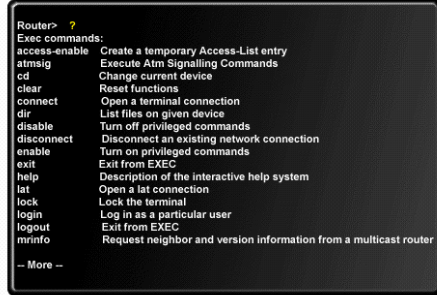 Router> ?
Exec commands:
access-enable Create a temporary Access-List entry
atmsig Execute Atm Signalling Commands
cd Change current device
clear Reset functions
connect Open a terminal connection
dir List files on given device
disable Turn off privileged commands
disconnect Disconnect an existing network connection
enable Turn on privileged commands
exit Exit from EXEC
help Description of the interactive help system
lat Open a lat connection
lock Lock the terminal
login Log in as a particular user
logout Exit from EXEC
mrinfo Request neighbor and version information from a multicast router
-- More --